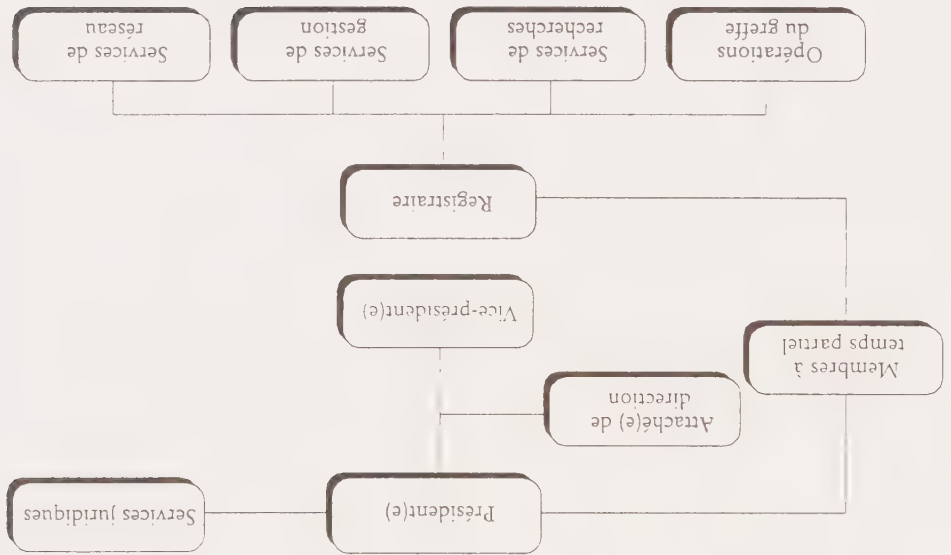 Services juridiques
Président(e)
Attaché(e) de
direction
Membres à
temps partiel
Vice-président(e)
Registraire
Opérations
du greffe
Services de
recherches
Services de
gestion
Services de
réseau